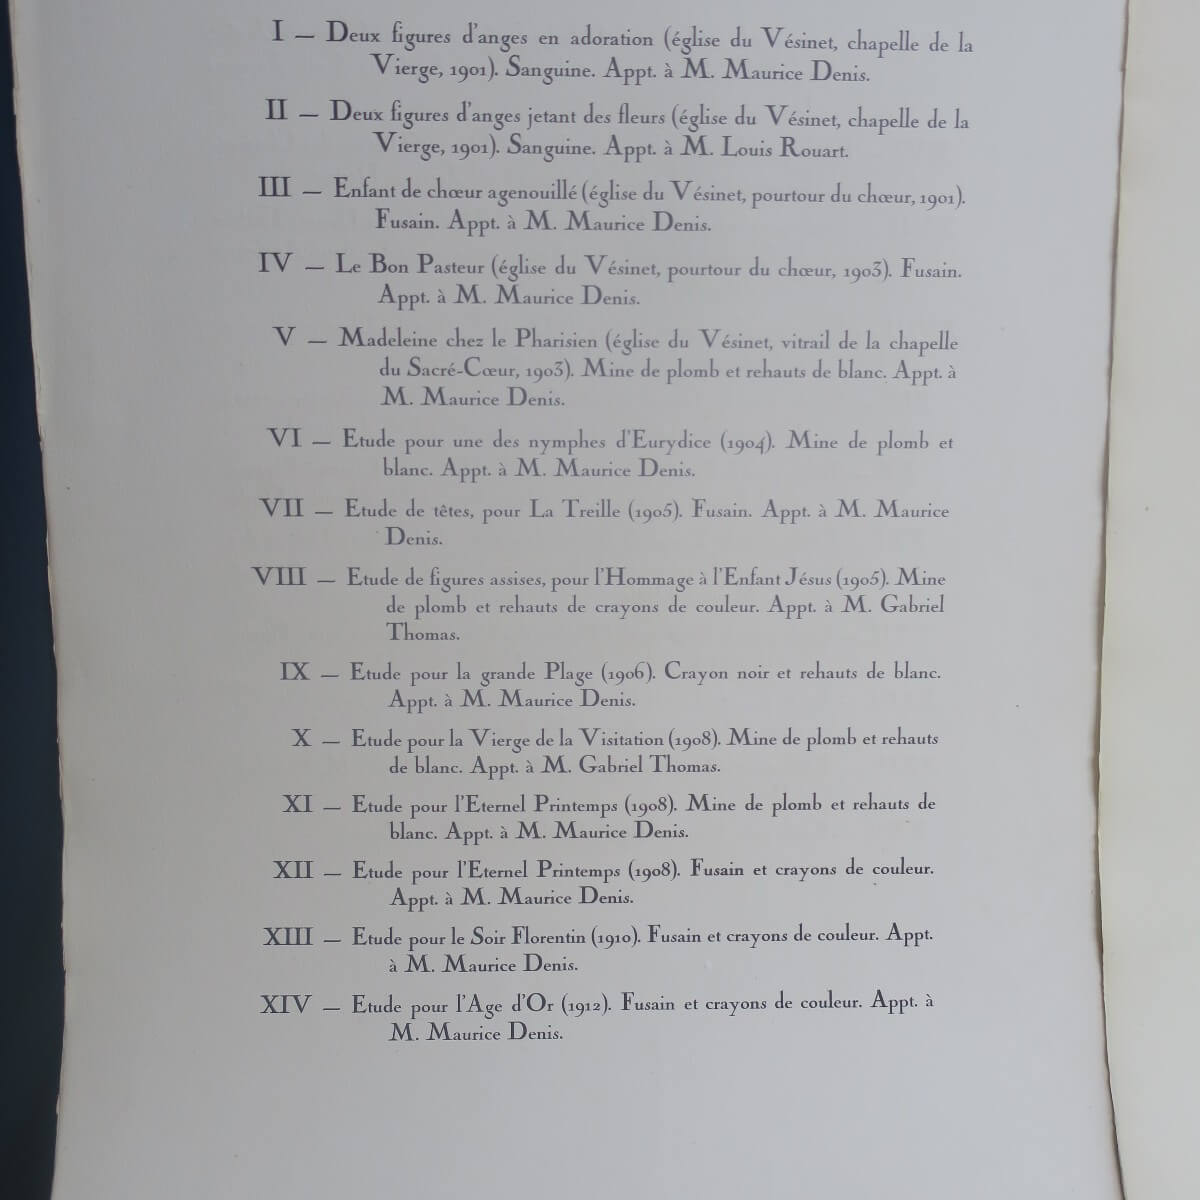 I — Deux figures d'anges en adoration (église du Vésinet, chapelle de la
Vierge, 1901). Sanguine. Appt. à M. Maurice Denis.
II — Deux figures d'anges jetant des fleurs (église du Vésinet, chapelle de la
Vierge, 1901). Sanguine. Appt. à M. Louis Rouart.
III — Enfant de chœur agenouillé (église du Vésinet, pourtour du chœur, 1901).
Fusain. Appt. à M. Maurice Denis.
IV — Le Bon Pasteur (église du Vésinet, pourtour du chœur, 1903). Fusain.
Appt. à M. Maurice Denis.
V — Madeleine chez le Pharisien (église du Vésinet, vitrail de la chapelle
du Sacré-Cœur, 1903). Mine de plomb et rehauts de blanc. Appt. à
M. Maurice Denis.
VI — Etude pour une des nymphes d'Eurydice (1904). Mine de plomb et
blanc. Appt. à M. Maurice Denis.
VII — Etude de têtes, pour La Treille (1905). Fusain. Appt. à M. Maurice
Denis.
VIII — Etude de figures assises, pour l'Hommage à l'Enfant Jésus (1905). Mine
de plomb et rehauts de crayons de couleur. Appt. à M. Gabriel
Thomas.
IX — Etude pour la grande Plage (1906). Crayon noir et rehauts de blanc.
Appt. à M. Maurice Denis.
X — Etude pour la Vierge de la Visitation (1908). Mine de plomb et rehauts
de blanc. Appt. à M. Gabriel Thomas.
XI — Etude pour l'Eternel Printemps (1908). Mine de plomb et rehauts de
blanc. Appt. à M. Maurice Denis.
XII — Etude pour l'Eternel Printemps (1908). Fusain et crayons de couleur.
Appt. à M. Maurice Denis.
XIII — Etude pour le Soir Florentin (1910). Fusain et crayons de couleur. Appt.
à M. Maurice Denis.
XIV — Etude pour l'Age d'Or (1912). Fusain et crayons de couleur. Appt. à
M. Maurice Denis.